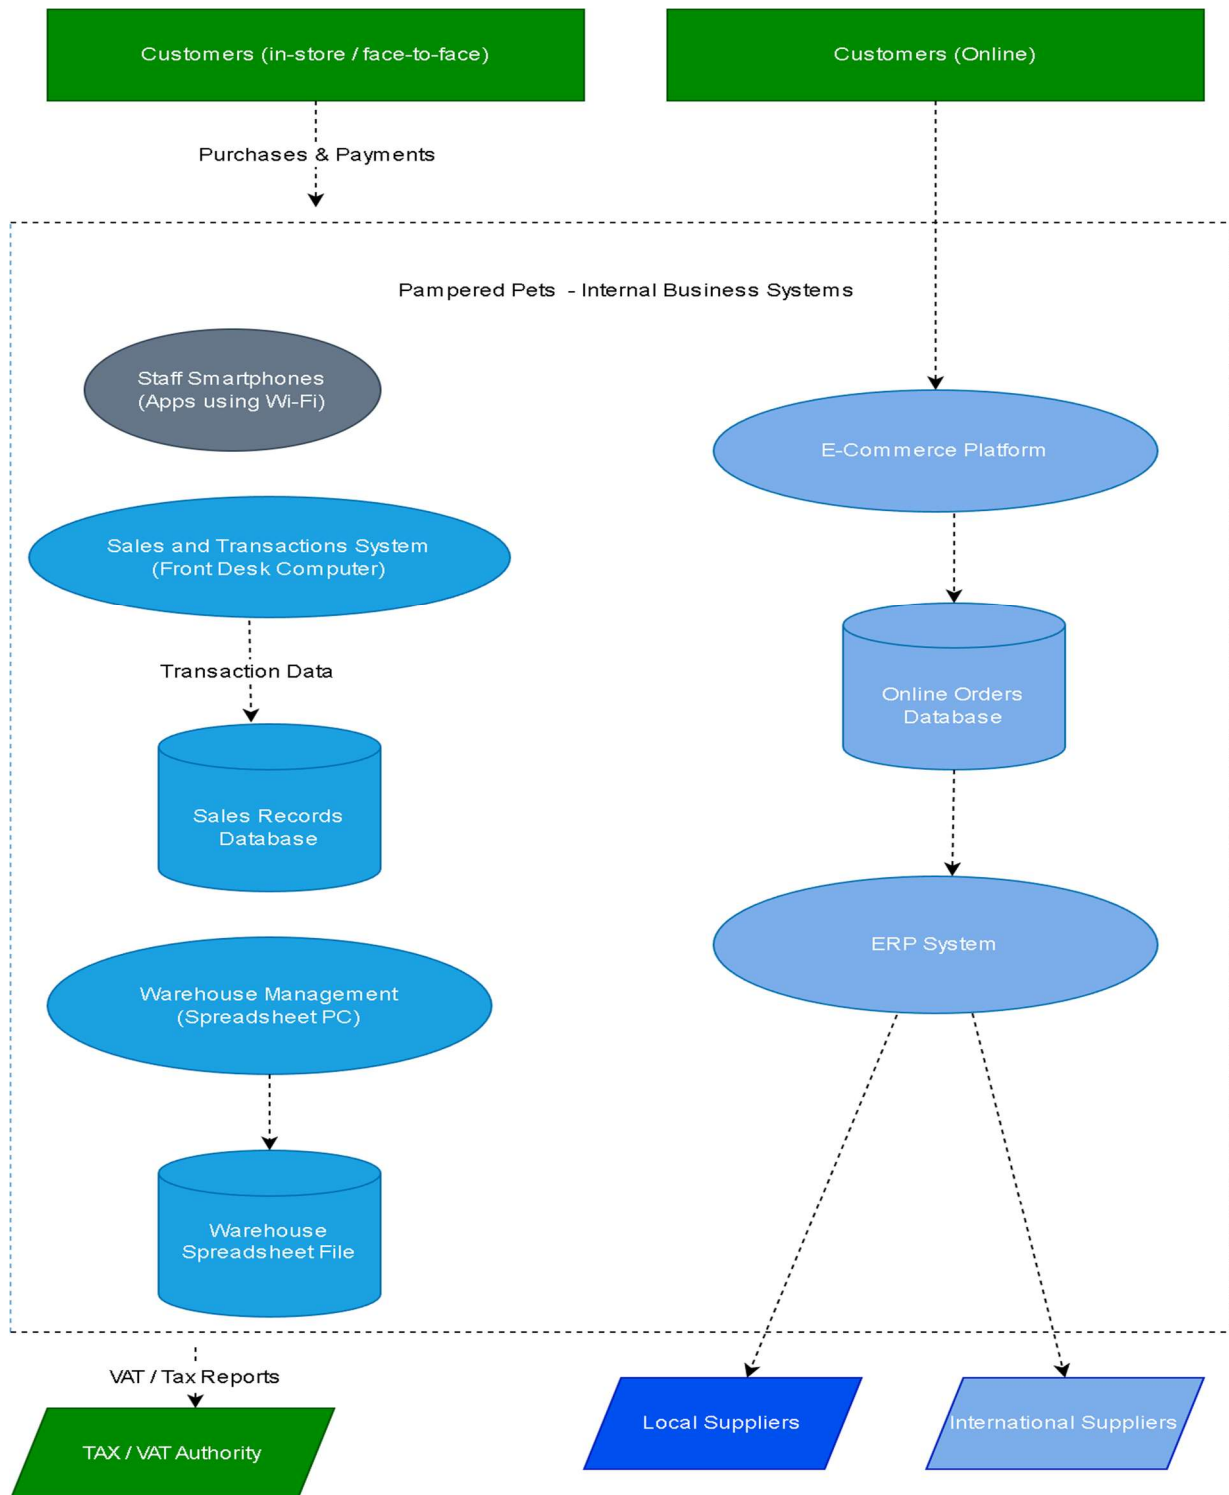 Customers (in-store / face-to-face)
Customers (Online)
Purchases & Payments
Pampered Pets - Internal Business Systems
Staff Smartphones
(Apps using Wi-Fi)
E-Commerce Platform
Sales and Transactions System
(Front Desk Computer)
Transaction Data
Online Orders
Database
Sales Records
Database
ERP System
Warehouse Management
(Spreadsheet PC)
Warehouse
Spreadsheet File
VAT / Tax Reports
Local Suppliers
International Suppliers
TAX / VAT Authority